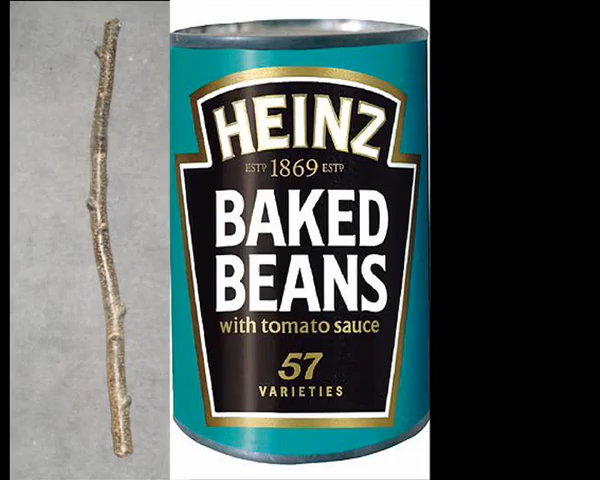 HEINZ
ESTD 1869 ESTD
BAKED
BEANS
with tomato sauce
57
VARIETIES